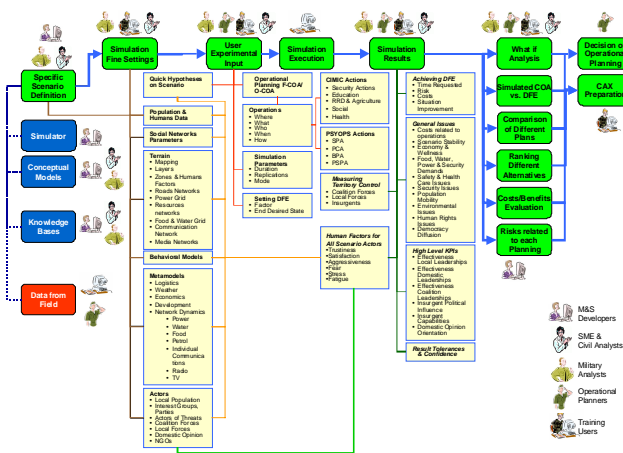 Specific
Scenario
Definition
Simulator
Conceptual
Models
Knowledge
Bases
Data from
Field
Simulation
Fine Settings
Quick Hypotheses
on Scenario
Population &
Humans Data
Social Networks
Parameters
Terrain
• Mapping
• Layers
• Zones & Humans
Factors
• Roads Networks
• Power Grid
• Resources
networks
• Food & Water Grid
• Communication
Network
• Media Networks
Behavioral Models
Metamodels
• Logistics
• Weather
• Economics
• Development
• Network Dynamics
• Power
• Water
• Food
• Petrol
• Individual
Communica
tions
• Radio
• TV
Actors
• Local Population
• Interest Groups,
Parties
• Actors of Threats
• Coalition Forces
• Local Forces
• Domestic Opinion
• NGOs
User
Experimental
Input
Operational
Planning F-COA/
O-COA
Operations
• Where
• What
• Who
• When
• How
Simulation
Parameters
• Duration
• Replications
• Mode
Setting DFE
• Factor
• End Desired State
Simulation
Execution
CIMIC Actions
• Security Actions
• Education
• RRD & Agriculture
• Social
• Health
PSYOPS Actions
• SPA
• PCA
• BPA
• PSPA
Measuring
Territory Control
• Coalition Forces
• Local Forces
• Insurgents
Human Factors for
All Scenario Actors
• Trustiness
• Satisfaction
• Aggressiveness
• Fear
• Stress
• Fatigue
Simulation
Results
Achieving DFE
• Time Requested
• Risk
• Costs
• Situation
Improvement
General Issues
• Costs related to
operations
• Scenario Stability
• Economy &
Wellness
• Food, Water,
Power & Security
Demands
• Safety & Health
Care Issues
• Security Issues
• Population
Mobility
• Environmental
Issues
• Human Rights
Issues
• Democracy
Diffusion
High Level KPIs
• Effectiveness
Local Leaderships
• Effectiveness
Domestic
Leaderships
• Effectiveness
Coalition
Leaderships
• Insurgent Political
Influence
• Insurgent
Capabilities
• Domestic Opinion
Orientation
Result Tolerances
& Confidence
What if
Analysis
Simulated COA
vs. DFE
Comparison
of Different
Plans
Ranking
Different
Alternatives
Costs/Benefits
Evaluation
Risks related
to each
Planning
Decision o
Operational
Planning
CAX
Preparation
M&S
Developers
SME &
Civil Analysts
Military
Analysts
Operational
Planners
Training
Users